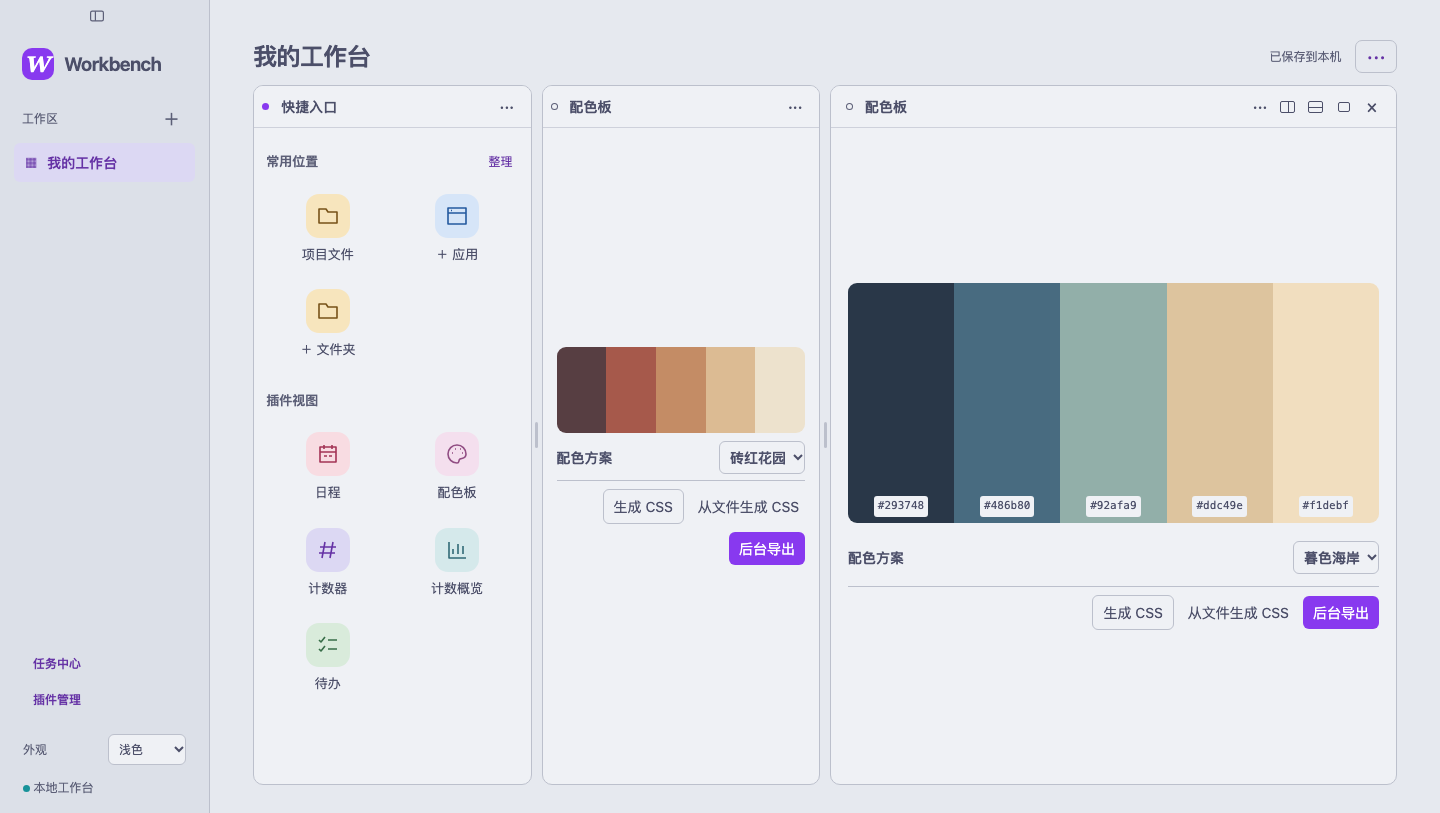 W Workbench
工作区
我的工作台
任务中心
插件管理
外观 浅色
本地工作台
我的工作台
已保存到本机
快捷入口
常用位置 整理
项目文件
+ 应用
+ 文件夹
插件视图
日程
配色板
计数器
计数概览
待办
配色板
配色方案 砖红花园
生成 CSS 从文件生成 CSS
后台导出
配色板
#293748 #486b80 #92afa9 #ddc49e #f1debf
配色方案 暮色海岸
生成 CSS 从文件生成 CSS 后台导出